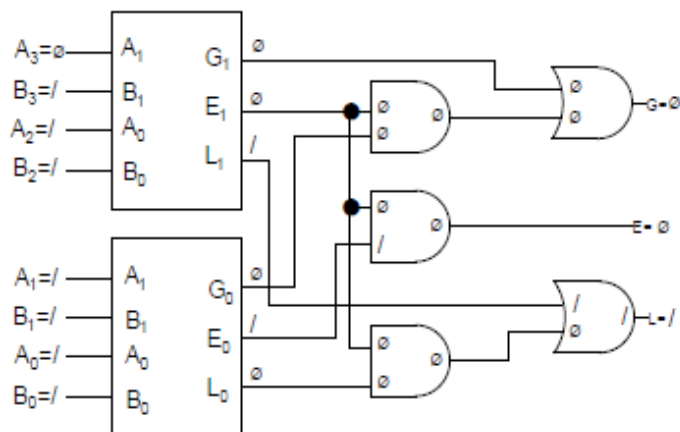 A3=ø
B3=/
A2=/
B2=/
A1
B1
A0
B0
G1
E1
L1
ø
ø
/
A1=/
B1=/
A0=/
B0=/
A1
B1
A0
B0
G0
E0
L0
ø
/
ø
ø
ø
ø
ø
/
ø
ø
ø
ø
ø
ø
G=ø
E=ø
/
ø
/
L=/